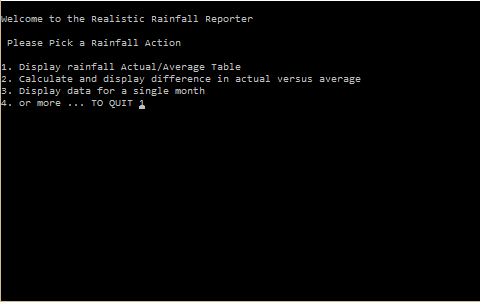 Welcome to the Realistic Rainfall Reporter
Please Pick a Rainfall Action
1. Display rainfall Actual/Average Table
2. Calculate and display difference in actual versus average
3. Display data for a single month
4. or more ... TO QUIT 1